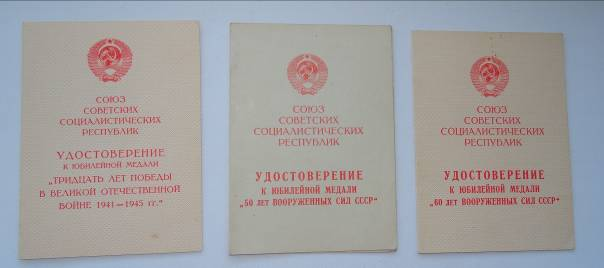 СОЮЗ
СОВЕТСКИХ
СОЦИАЛИСТИЧЕСКИХ
РЕСПУБЛИК
УДОСТОВЕРЕНИЕ
К ЮБИЛЕЙНОЙ МЕДАЛИ
„ТРИДЦАТЬ ЛЕТ ПОБЕДЫ
В ВЕЛИКОЙ ОТЕЧЕСТВЕННОЙ
ВОЙНЕ 1941—1945 гг."
СОЮЗ
СОВЕТСКИХ
СОЦИАЛИСТИЧЕСКИХ
РЕСПУБЛИК
УДОСТОВЕРЕНИЕ
К ЮБИЛЕЙНОЙ МЕДАЛИ
„50 ЛЕТ ВООРУЖЕННЫХ СИЛ СССР"
СОЮЗ
СОВЕТСКИХ
СОЦИАЛИСТИЧЕСКИХ
РЕСПУБЛИК
УДОСТОВЕРЕНИЕ
К ЮБИЛЕЙНОЙ МЕДАЛИ
„60 ЛЕТ ВООРУЖЕННЫХ СИЛ СССР"